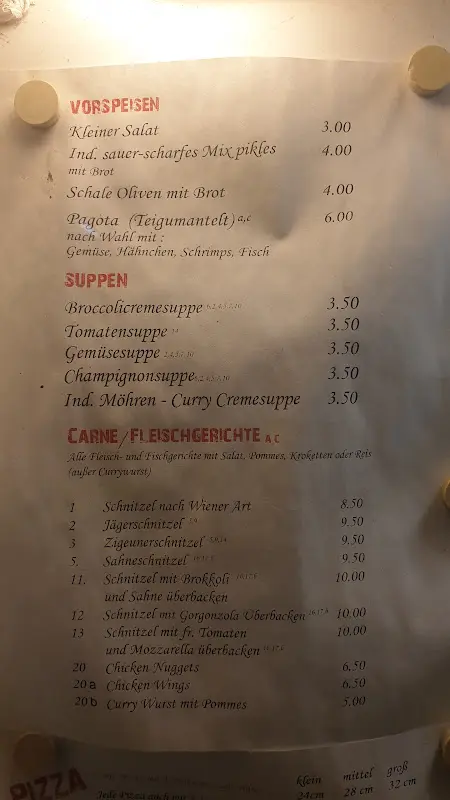 VORSPEISEN
Kleiner Salat 3.00
Ind. sauer-scharfes Mix pikles 4.00
mit Brot
Schale Oliven mit Brot 4.00
Pagota (Teigumantelt) a,c 6.00
nach Wahl mit :
Gemüse, Hähnchen, Schrimps, Fisch
SUPPEN
Broccolicremesuppe 3.50
Tomatensuppe 3.50
Gemüsesuppe 3.50
Champignonsuppe 3.50
Ind. Möhren - Curry Cremesuppe 3.50
CARNE/FLEISCHGERICHTE A C
Alle Fleisch- und Fischgerichte mit Salat, Pommes, Kroketten oder Reis
(außer Currywurst)
1 Schnitzel nach Wiener Art 8.50
2 Jägerschnitzel 9.50
3 Zigeunerschnitzel 9.50
5. Sahneschnitzel 9.50
11. Schnitzel mit Brokkoli 10.00
und Sahne überbacken
12 Schnitzel mit Gorgonzola Uberbacken 10.00
13 Schnitzel mit fr. Tomaten 10.00
und Mozzarella überbacken
20 Chicken Nuggets 6,50
20a Chicken Wings 6,50
20b Curry Wurst mit Pommes 5,00
PIZZA
klein mittel groß
24cm 28 cm 32 cm